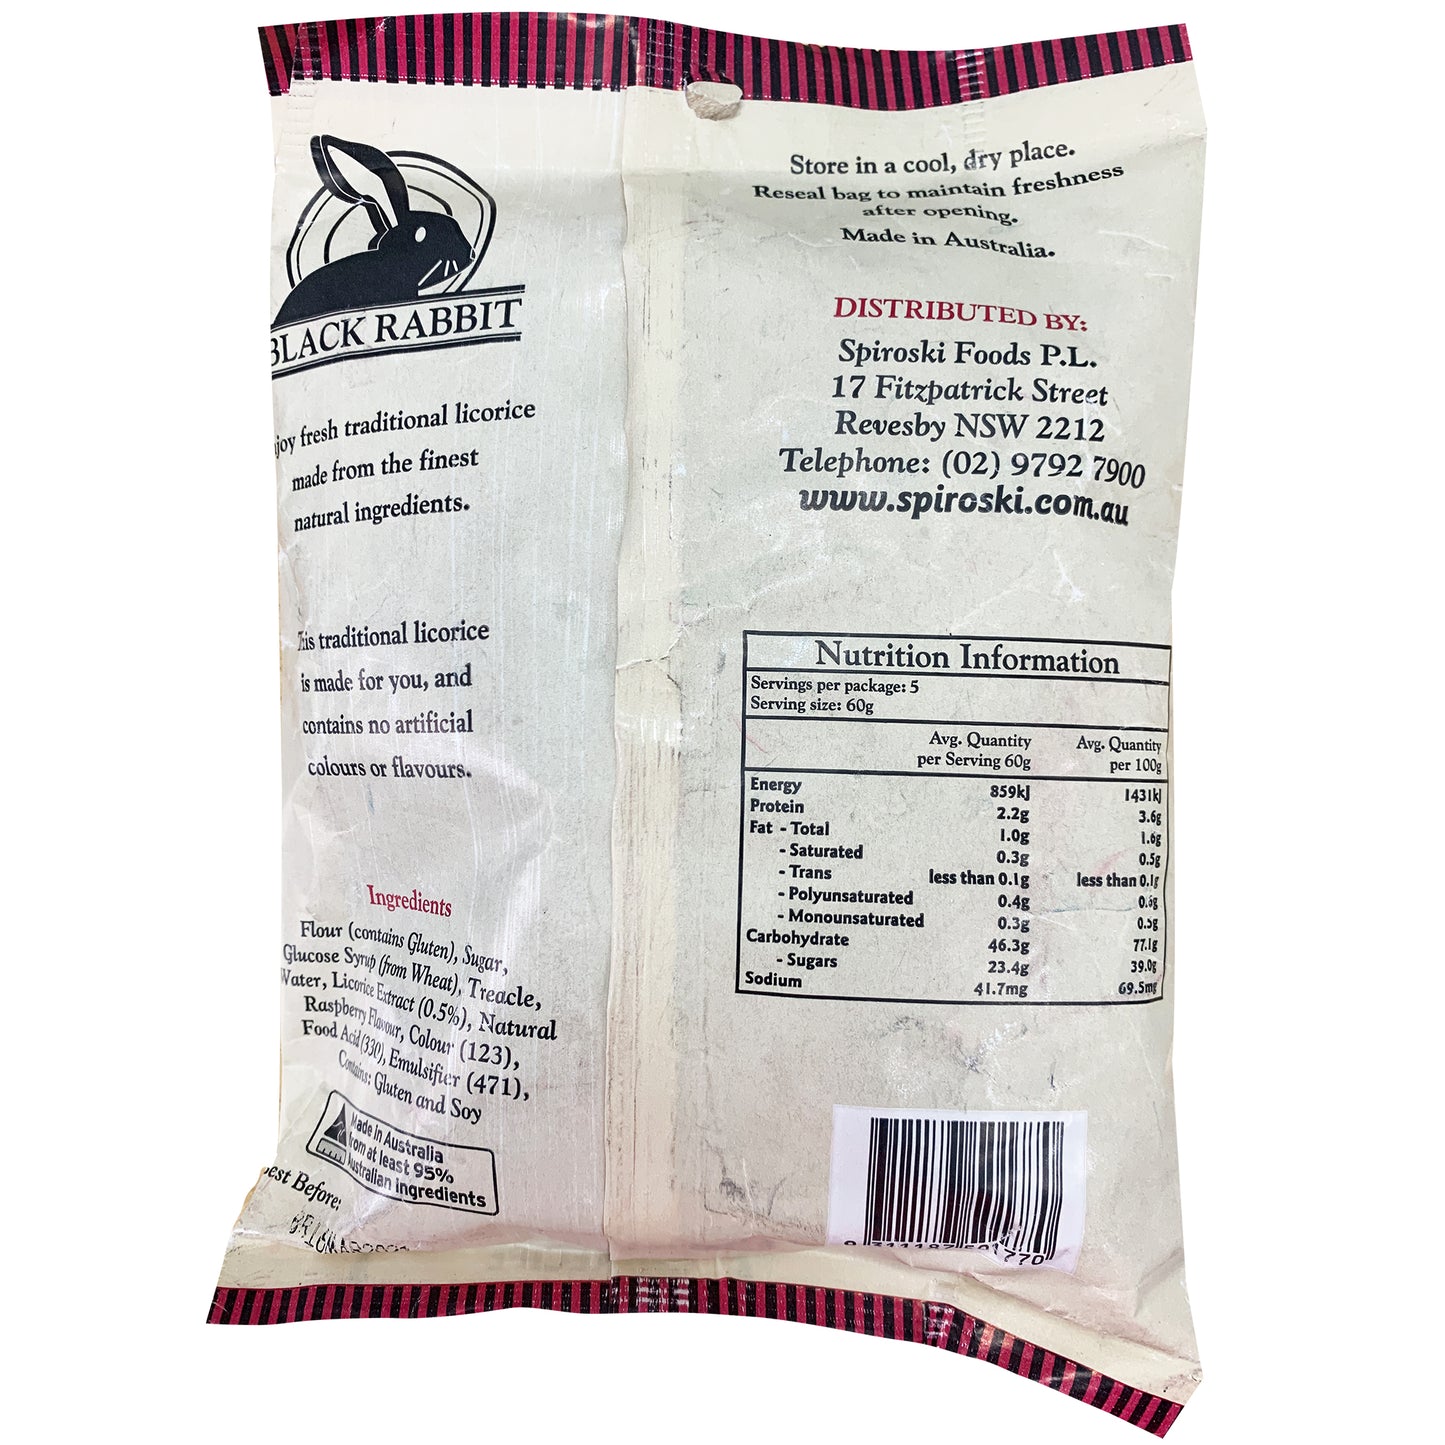 BLACK RABBIT
fresh traditional licorice
made from the finest
natural ingredients.
traditional licorice
is made for you, and
contains no artificial
colours or flavours.
Ingredients
Flour (contains Gluten), Sugar,
Glucose Syrup (from Wheat), Treacle,
Water, Licorice Extract (0.5%), Natural
Raspberry Flavour, Colour (123),
Food Acid (330), Emulsifier (471),
Contains: Gluten and Soy
Made in Australia
from at least 95%
Australian ingredients
Before:
Store in a cool, dry place.
Reseal bag to maintain freshness
after opening.
Made in Australia.
DISTRIBUTED BY:
Spiroski Foods P.L.
17 Fitzpatrick Street
Revesby NSW 2212
Telephone: (02) 9792 7900
www.spiroski.com.au
Nutrition Information
Servings per package: 5
Serving size: 60g
Avg. Quantity Avg. Quantity
per Serving 60g per 100g
Energy 859kJ 1431kJ
Protein 2.2g 3.6g
Fat - Total 1.0g 1.6g
- Saturated 0.3g 0.5g
- Trans less than 0.1g less than 0.1g
- Polyunsaturated 0.4g 0.6g
- Monounsaturated 0.3g 0.5g
Carbohydrate 46.3g 77.1g
- Sugars 23.4g 39.0g
Sodium 41.7mg 69.5mg